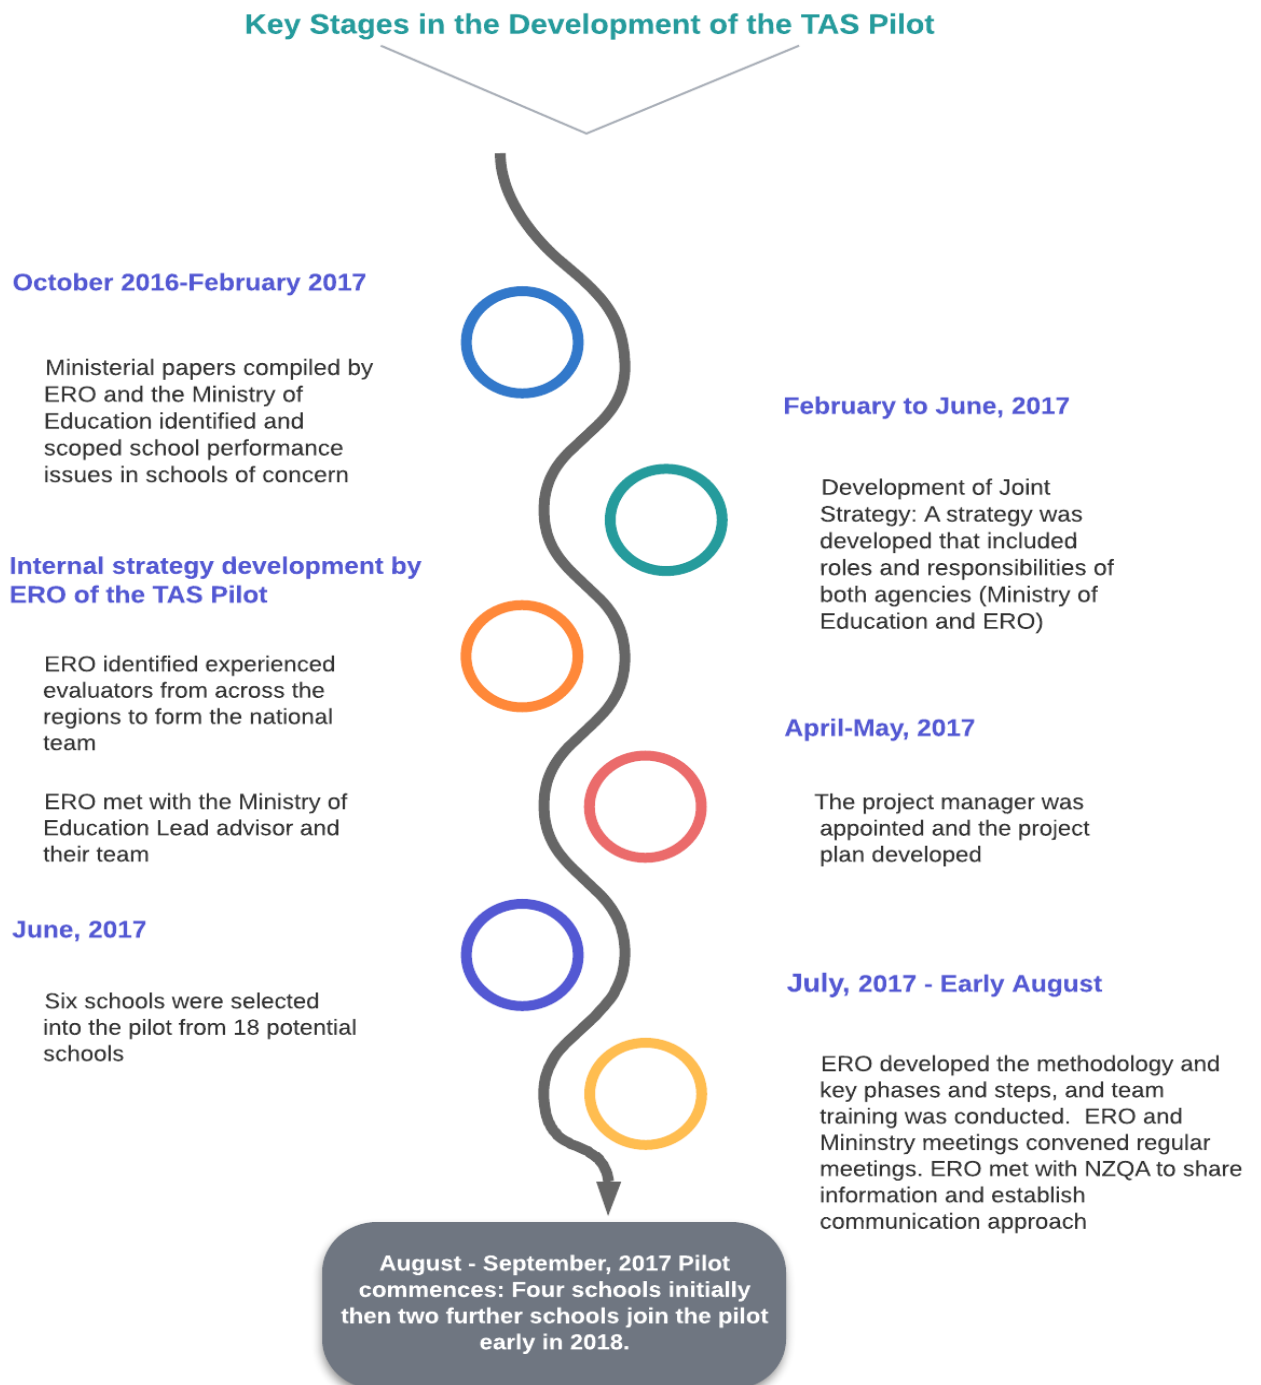 Key Stages in the Development of the TAS Pilot
October 2016-February 2017
Ministerial papers compiled by
ERO and the Ministry of
Education identified and
scoped school performance
issues in schools of concern
February to June, 2017
Development of Joint
Strategy: A strategy was
developed that included
roles and responsibilities of
both agencies (Ministry of
Education and ERO)
Internal strategy development by
ERO of the TAS Pilot
ERO identified experienced
evaluators from across the
regions to form the national
team
ERO met with the Ministry of
Education Lead advisor and
their team
April-May, 2017
The project manager was
appointed and the project
plan developed
June, 2017
Six schools were selected
into the pilot from 18 potential
schools
July, 2017 - Early August
ERO developed the methodology and
key phases and steps, and team
training was conducted.  ERO and
Mininstry meetings convened regular
meetings. ERO met with NZQA to share
information and establish
communication approach
August - September, 2017 Pilot
commences: Four schools initially
then two further schools join the pilot
early in 2018.